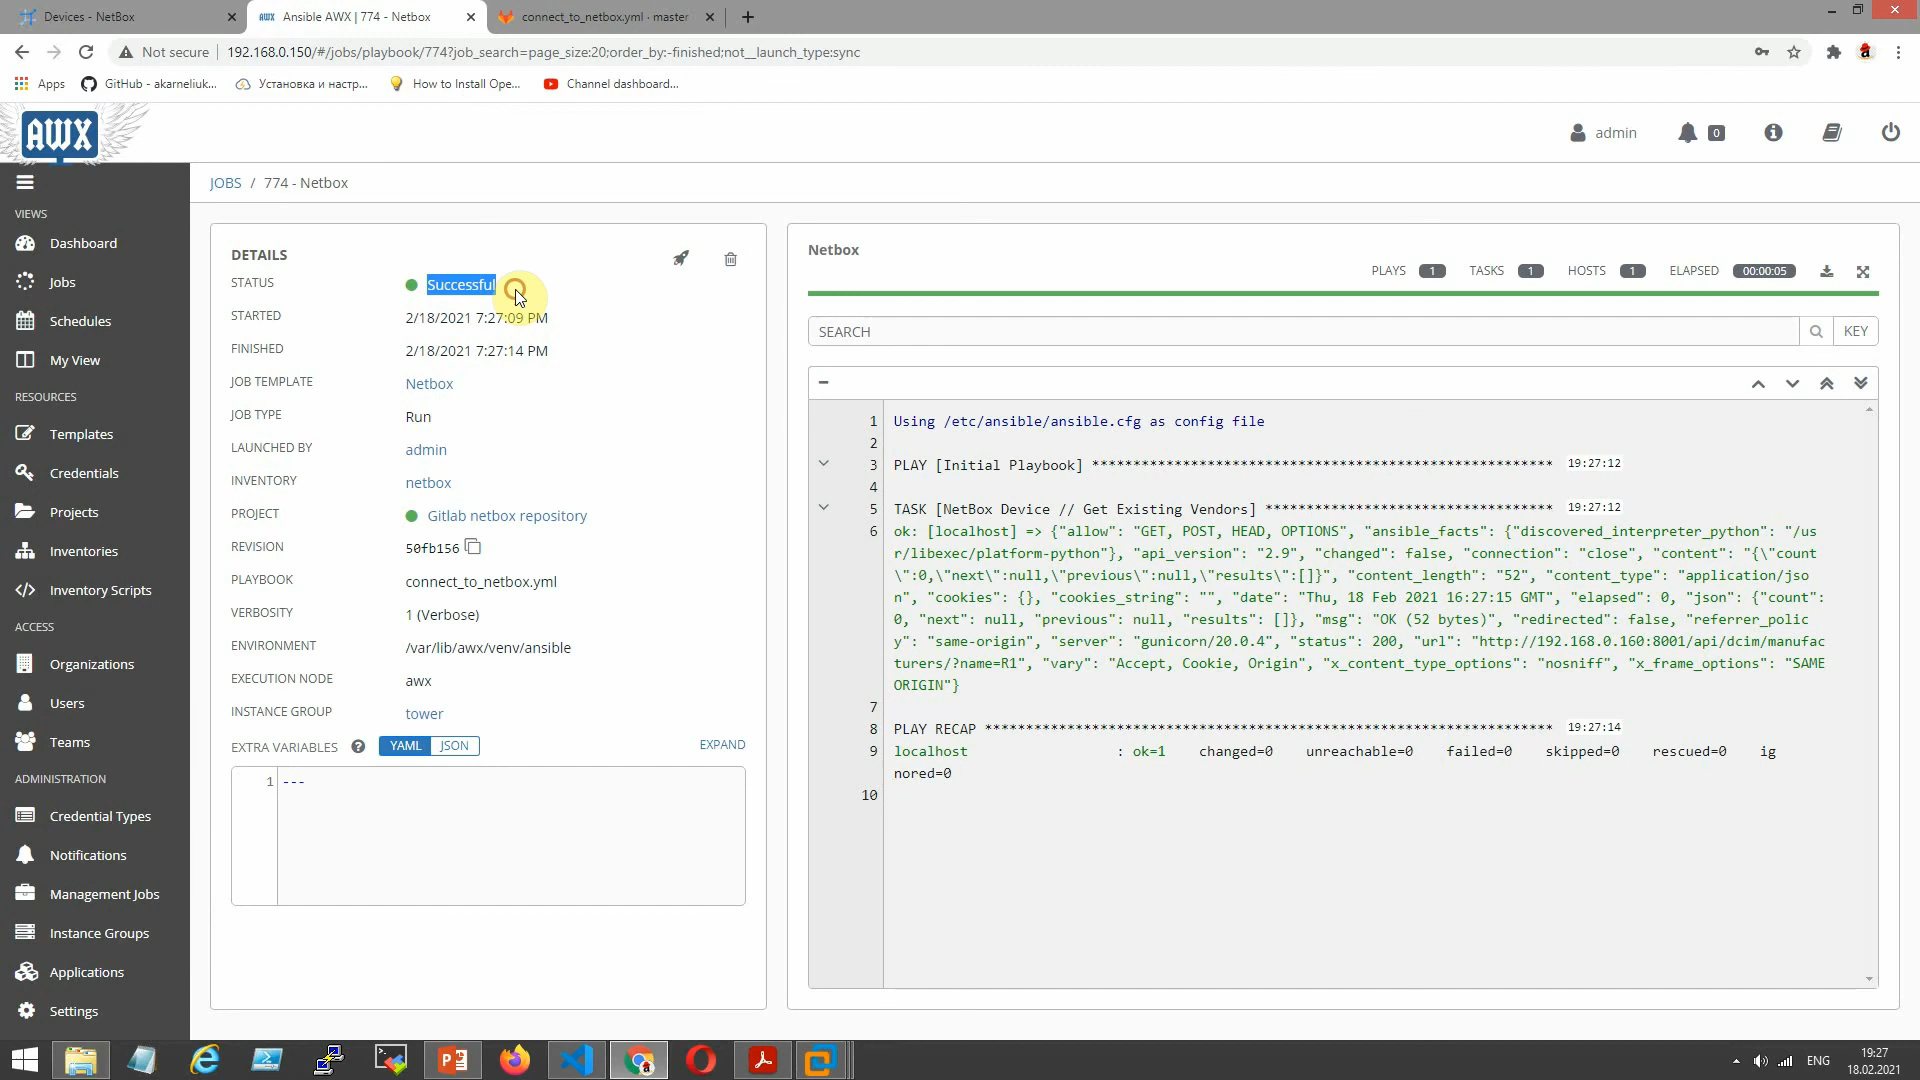 Devices - NetBox
Ansible AWX | 774 - Netbox
connect_to_netbox.yml · master
Not secure
192.168.0.150/#/jobs/playbook/774?job_search=page_size:20;order_by:-finished;not__launch_type:sync
Apps
GitHub - akarneliuk...
Установка и настр...
How to Install Ope...
Channel dashboard...
AWX
admin
0
JOBS / 774 - Netbox
VIEWS
Dashboard
Jobs
Schedules
My View
RESOURCES
Templates
Credentials
Projects
Inventories
Inventory Scripts
ACCESS
Organizations
Users
Teams
ADMINISTRATION
Credential Types
Notifications
Management Jobs
Instance Groups
Applications
Settings
DETAILS
STATUS Successful
STARTED 2/18/2021 7:27:09 PM
FINISHED 2/18/2021 7:27:14 PM
JOB TEMPLATE Netbox
JOB TYPE Run
LAUNCHED BY admin
INVENTORY netbox
PROJECT Gitlab netbox repository
REVISION 50fb156
PLAYBOOK connect_to_netbox.yml
VERBOSITY 1 (Verbose)
ENVIRONMENT /var/lib/awx/venv/ansible
EXECUTION NODE awx
INSTANCE GROUP tower
EXTRA VARIABLES ? YAML JSON EXPAND
1 ---
Netbox
PLAYS 1 TASKS 1 HOSTS 1 ELAPSED 00:00:05
SEARCH
KEY
1 Using /etc/ansible/ansible.cfg as config file
2
3 PLAY [Initial Playbook] ******************************************************** 19:27:12
4
5 TASK [NetBox Device // Get Existing Vendors] *********************************** 19:27:12
6 ok: [localhost] => {"allow": "GET, POST, HEAD, OPTIONS", "ansible_facts": {"discovered_interpreter_python": "/us
r/libexec/platform-python"}, "api_version": "2.9", "changed": false, "connection": "close", "content": "{\"count
\":0,\"next\":null,\"previous\":null,\"results\":[]}", "content_length": "52", "content_type": "application/jso
n", "cookies": {}, "cookies_string": "", "date": "Thu, 18 Feb 2021 16:27:15 GMT", "elapsed": 0, "json": {"count":
0, "next": null, "previous": null, "results": []}, "msg": "OK (52 bytes)", "redirected": false, "referrer_polic
y": "same-origin", "server": "gunicorn/20.0.4", "status": 200, "url": "http://192.168.0.160:8001/api/dcim/manufac
turers/?name=R1", "vary": "Accept, Cookie, Origin", "x_content_type_options": "nosniff", "x_frame_options": "SAME
ORIGIN"}
7
8 PLAY RECAP ********************************************************************* 19:27:14
9 localhost : ok=1 changed=0 unreachable=0 failed=0 skipped=0 rescued=0 ig
nored=0
10
ENG
19:27
18.02.2021